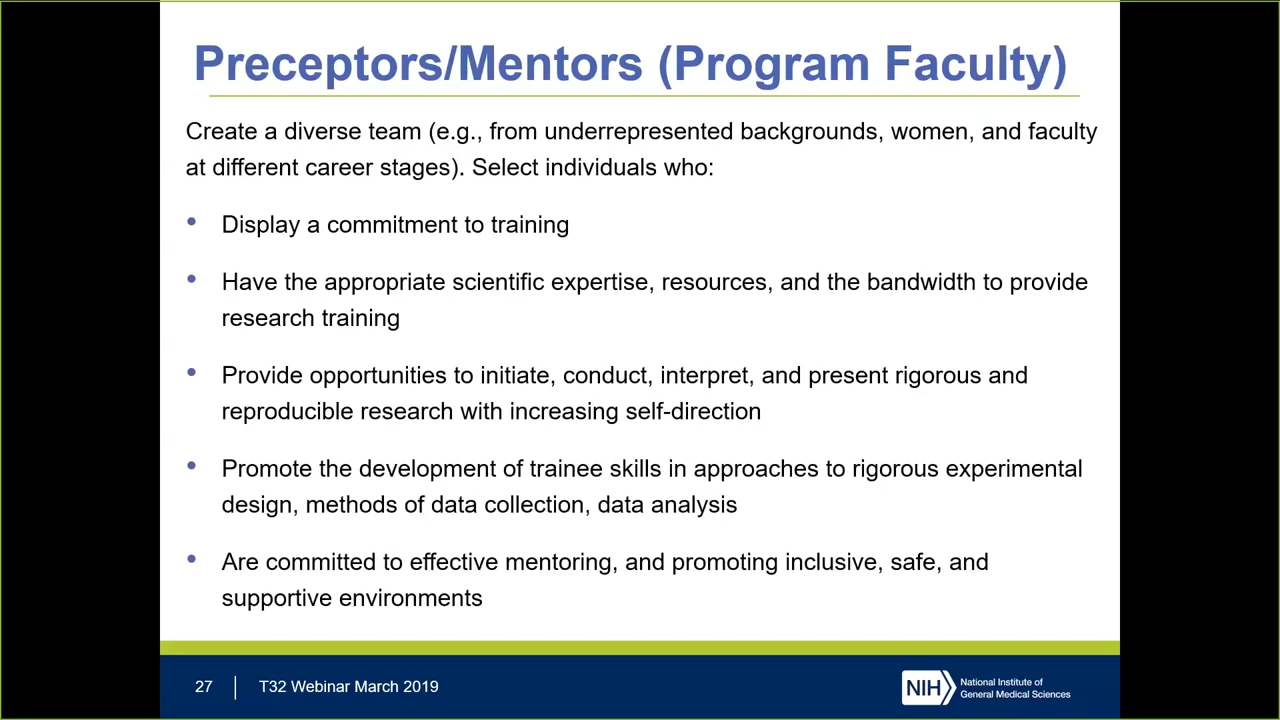 Preceptors/Mentors (Program Faculty)
Create a diverse team (e.g., from underrepresented backgrounds, women, and faculty
at different career stages). Select individuals who:
• Display a commitment to training
• Have the appropriate scientific expertise, resources, and the bandwidth to provide
research training
• Provide opportunities to initiate, conduct, interpret, and present rigorous and
reproducible research with increasing self-direction
• Promote the development of trainee skills in approaches to rigorous experimental
design, methods of data collection, data analysis
• Are committed to effective mentoring, and promoting inclusive, safe, and
supportive environments
27 | T32 Webinar March 2019
NIH National Institute of
General Medical Sciences